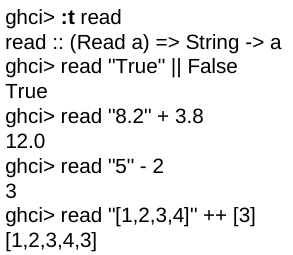 ghci> :t read
read :: (Read a) => String -> a
ghci> read "True" || False
True
ghci> read "8.2" + 3.8
12.0
ghci> read "5" - 2
3
ghci> read "[1,2,3,4]" ++ [3]
[1,2,3,4,3]